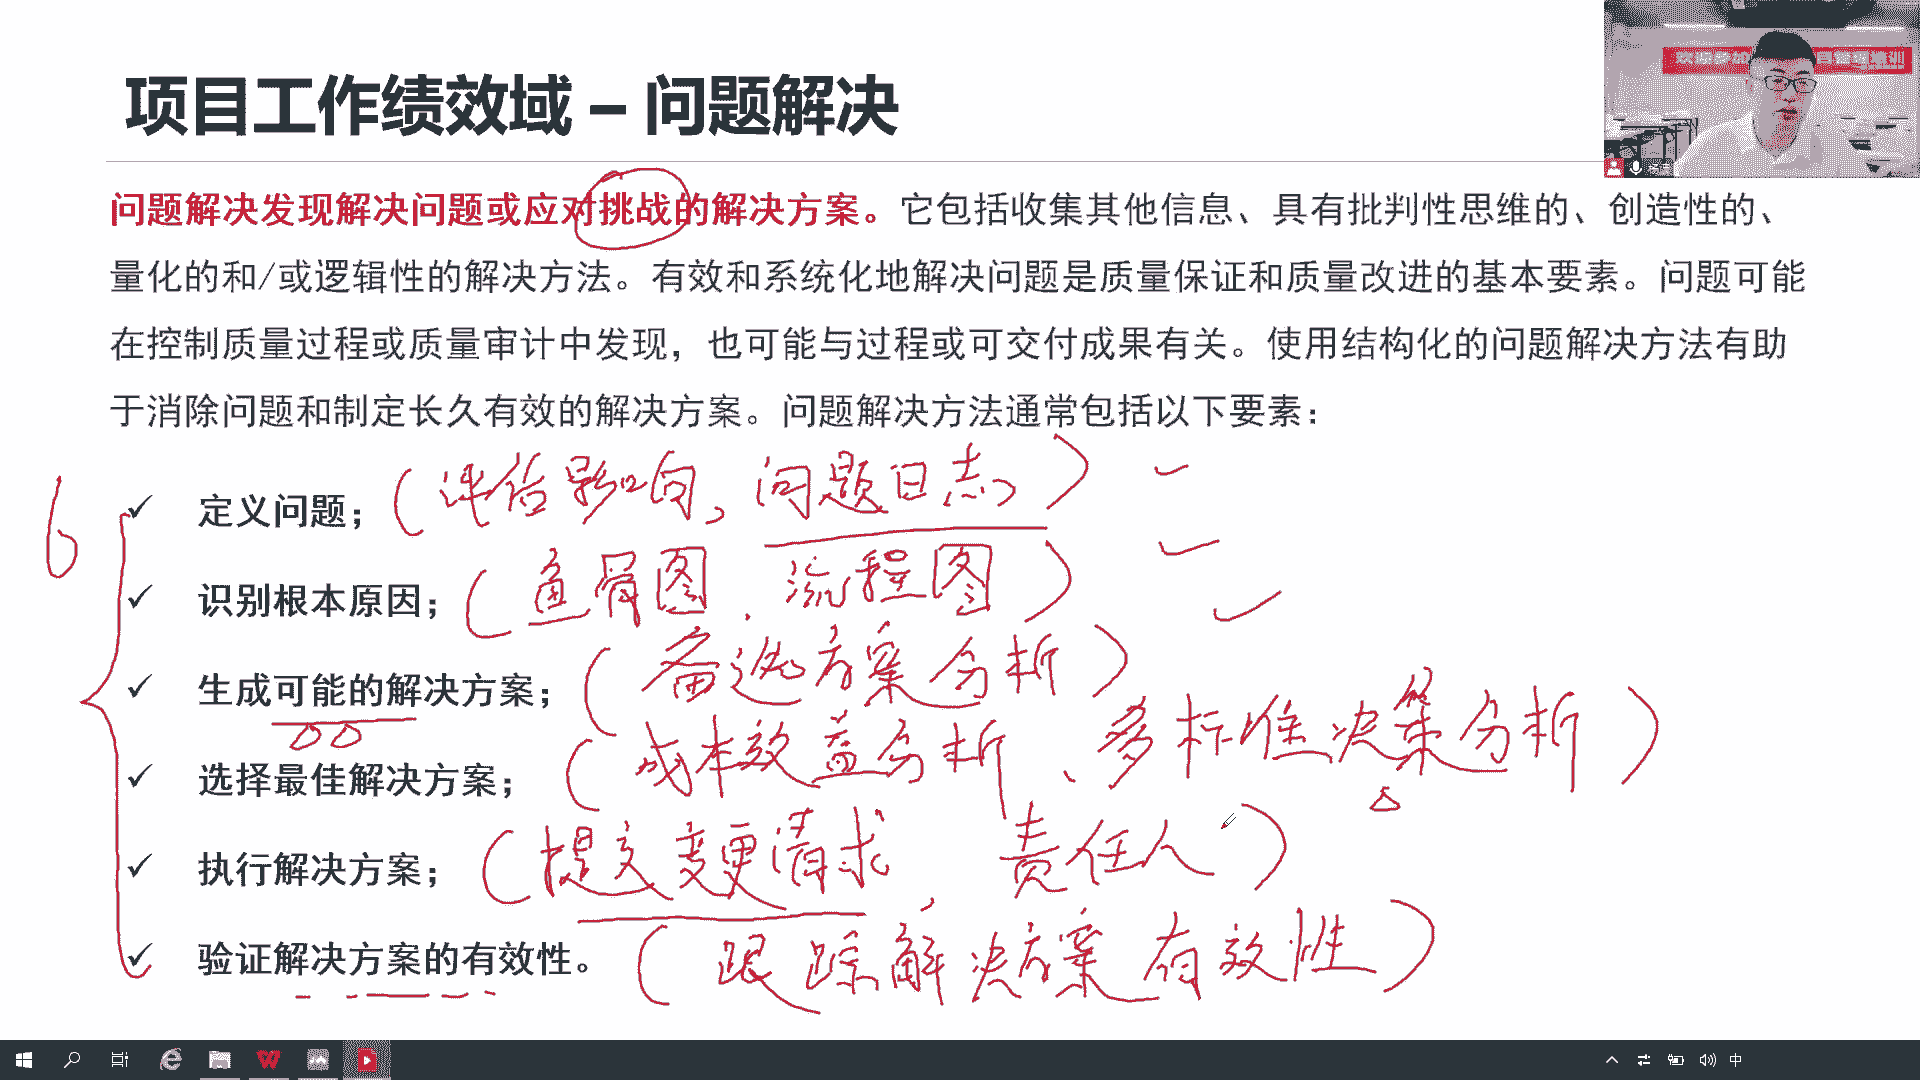 项目工作绩效域 – 问题解决
问题解决发现解决问题或应对挑战的解决方案。它包括收集其他信息、具有批判性思维的、创造性的、
量化的和/或逻辑性的解决方法。有效和系统化地解决问题是质量保证和质量改进的基本要素。问题可能
在控制质量过程或质量审计中发现，也可能与过程或可交付成果有关。使用结构化的问题解决方法有助
于消除问题和制定长久有效的解决方案。问题解决方法通常包括以下要素：
6
✓ 定义问题；(评估影响，问题日志)
✓ 识别根本原因；(鱼骨图、流程图)
✓ 生成可能的解决方案；(备选方案分析)
✓ 选择最佳解决方案；(成本效益分析、多标准决策分析)
✓ 执行解决方案；(提交变更请求，责任人)
✓ 验证解决方案的有效性。(跟踪解决方案有效性)
中